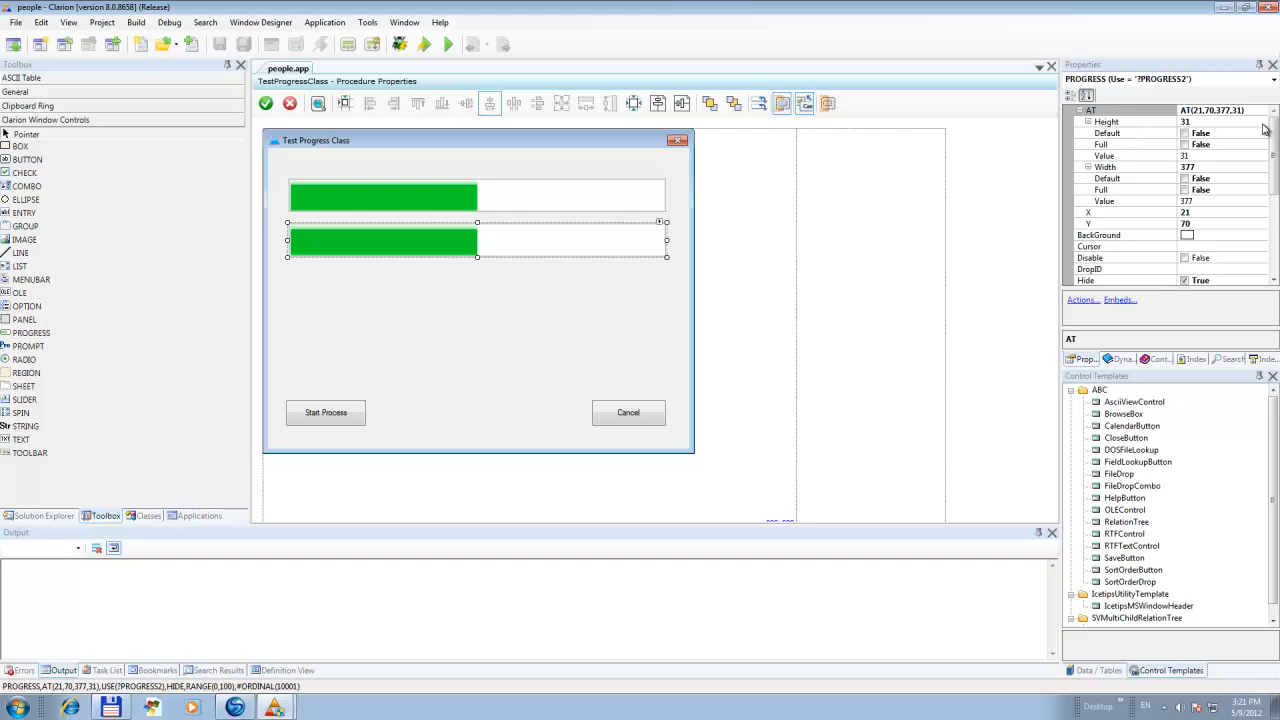 people - Clarion [version 8.0.8658] (Release)
File Edit View Project Build Debug Search Window Designer Application Tools Window Help
Toolbox
ASCII Table
General
Clipboard Ring
Clarion Window Controls
Pointer
BOX
BUTTON
CHECK
COMBO
ELLIPSE
ENTRY
GROUP
IMAGE
LINE
LIST
MENUBAR
OLE
OPTION
PANEL
PROGRESS
PROMPT
RADIO
REGION
SHEET
SLIDER
SPIN
Str STRING
TEXT
TOOLBAR
Solution Explorer Toolbox Classes Applications
people.app
TestProgressClass - Procedure Properties
Test Progress Class
Start Process Cancel
Properties
PROGRESS (Use = '?PROGRESS2')
AT AT(21,70,377,31)
Height 31
Default False
Full False
Value 31
Width 377
Default False
Full False
Value 377
X 21
Y 70
BackGround
Cursor
Disable False
DropID
Hide True
Actions... Embeds...
AT
Prop... Dyna... Cont... Index Search Inde...
Control Templates
ABC
AsciiViewControl
BrowseBox
CalendarButton
CloseButton
DOSFileLookup
FieldLookupButton
FileDrop
FileDropCombo
HelpButton
OLEControl
RelationTree
RTFControl
RTFTextControl
SaveButton
SortOrderButton
SortOrderDrop
IcetipsUtilityTemplate
IcetipsMSWindowHeader
SVMultiChildRelationTree
Data / Tables Control Templates
Output
Errors Output Task List Bookmarks Search Results Definition View
PROGRESS,AT(21,70,377,31),USE(?PROGRESS2),HIDE,RANGE(0,100),#ORDINAL(10001)
Desktop EN 3:21 PM
5/9/2012